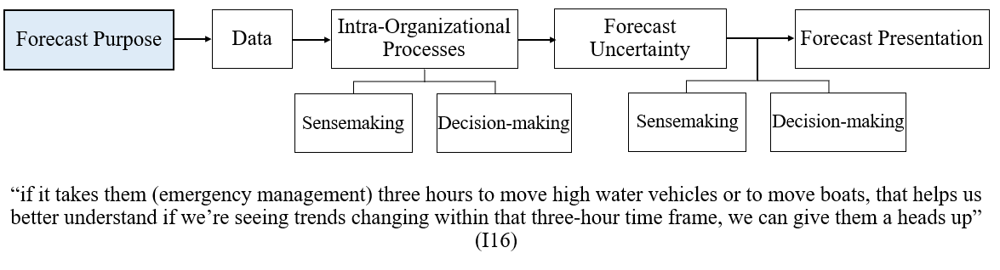 Forecast Purpose
Data
Intra-Organizational
Processes
Forecast
Uncertainty
Forecast Presentation
Sensemaking
Decision-making
Sensemaking
Decision-making
“if it takes them (emergency management) three hours to move high water vehicles or to move boats, that helps us
better understand if we’re seeing trends changing within that three-hour time frame, we can give them a heads up”
(I16)